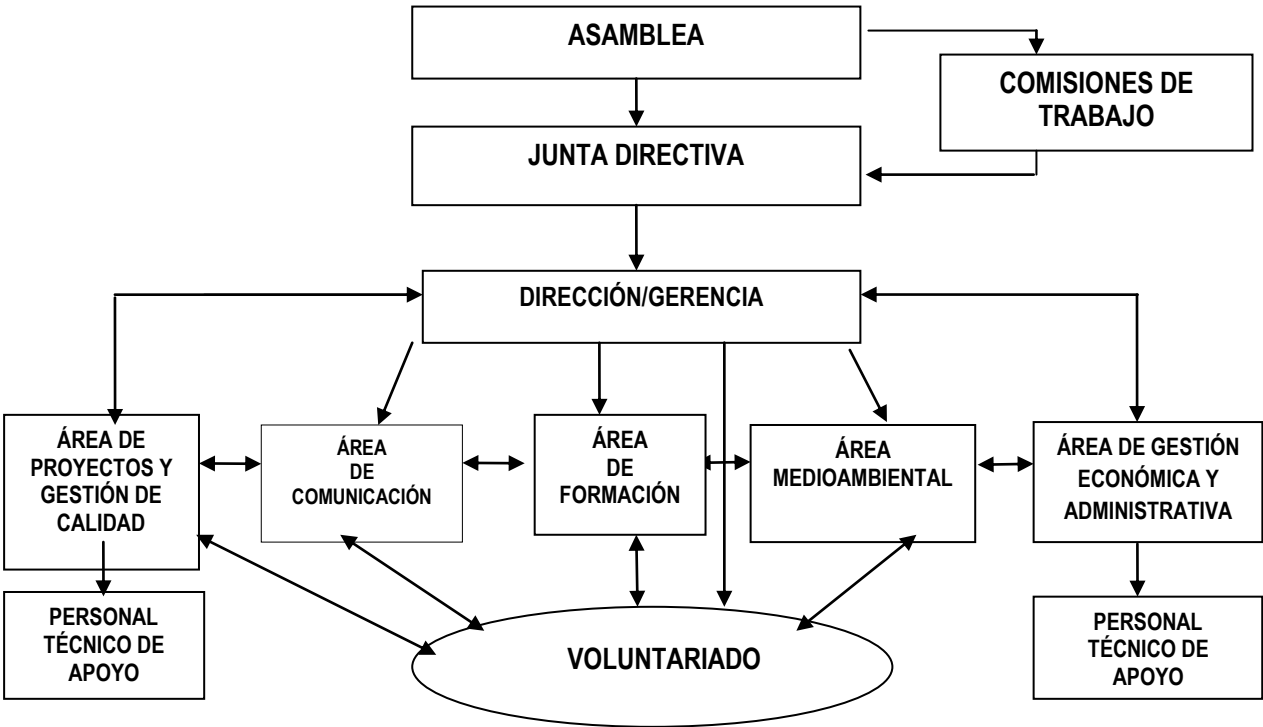 ASAMBLEA
COMISIONES DE
TRABAJO
JUNTA DIRECTIVA
DIRECCIÓN/GERENCIA
ÁREA DE
PROYECTOS Y
GESTIÓN DE
CALIDAD
ÁREA
DE
COMUNICACIÓN
ÁREA
DE
FORMACIÓN
ÁREA
MEDIOAMBIENTAL
ÁREA DE GESTIÓN
ECONÓMICA Y
ADMINISTRATIVA
PERSONAL
TÉCNICO DE
APOYO
VOLUNTARIADO
PERSONAL
TÉCNICO DE
APOYO